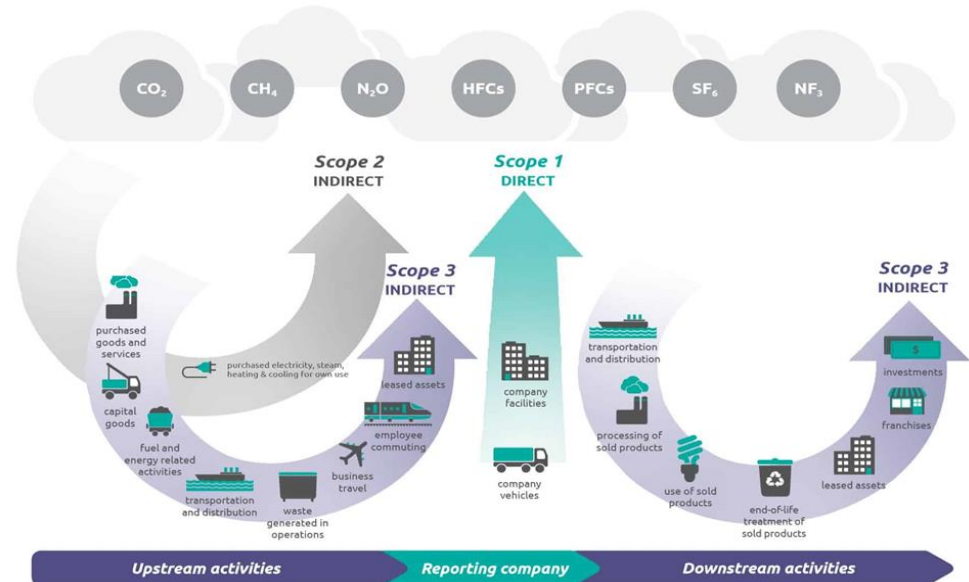 CO₂
CH₄
N₂O
HFCs
PFCs
SF₆
NF₃
Scope 2
INDIRECT
Scope 1
DIRECT
Scope 3
INDIRECT
Scope 3
INDIRECT
purchased
goods and
services
capital
goods
fuel and
energy related
activities
transportation
and distribution
waste
generated in
operations
business
travel
employee
commuting
leased assets
purchased electricity, steam,
heating & cooling for own use
company
facilities
company
vehicles
transportation
and distribution
processing of
sold products
use of sold
products
end-of-life
treatment of
sold products
leased assets
franchises
$
investments
Upstream activities
Reporting company
Downstream activities